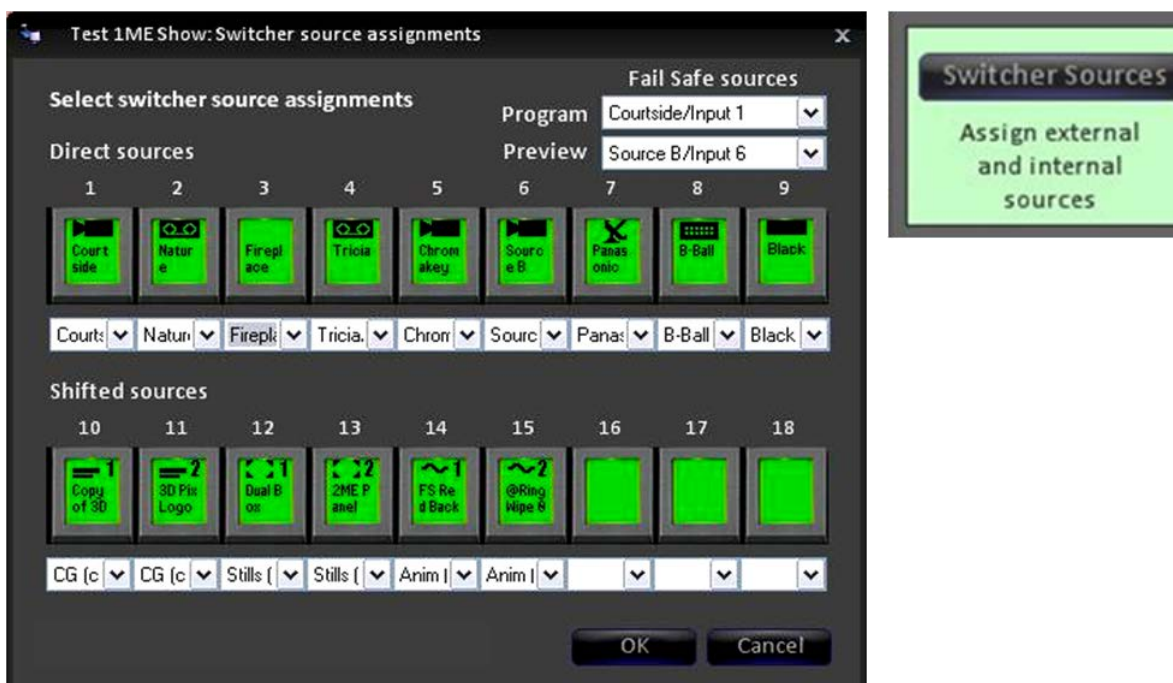 Test 1ME Show: Switcher source assignments x
Fail Safe sources
Select switcher source assignments
Program Courtside/Input 1
Direct sources
Preview Source B/Input 6
1 2 3 4 5 6 7 8 9
Court Natur Firepl Tricia Chrom Sourc Panas B-Ball Black
side e ace akey e B onio
Courts Natur Firepla Tricia. Chron Sourc Panas B-Ball Black
Shifted sources
10 11 12 13 14 15 16 17 18
1 2 1 2 1 2
Copy 3D Pix Dual B 2ME P FS Re @Ring
of 3D Logo ox anel d Back Wipe &
CG (c CG (c Stills ( Stills ( Anim ( Anim (
OK Cancel
Switcher Sources
Assign external
and internal
sources